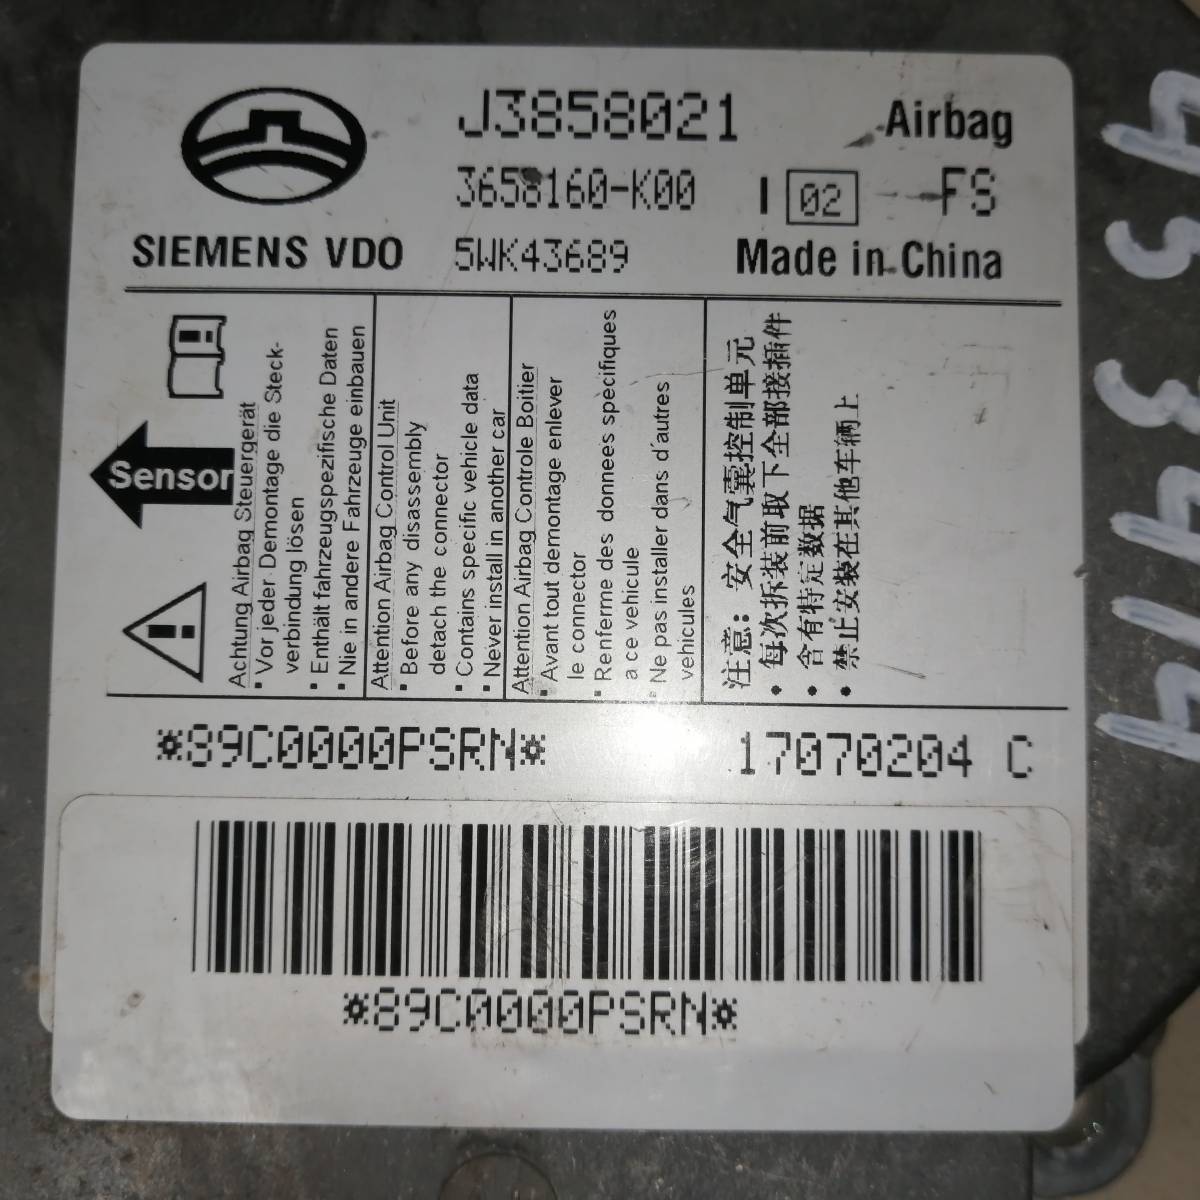 J3858021
Airbag
3658160-K00
I 02 FS
SIEMENS VDO
5WK43689
Made in China
Sensor
Achtung Airbag Steuergerät
▪ Vor jeder Demontage die Steck-
verbindung lösen
▪ Enthält fahrzeugspezifische Daten
▪ Nie in andere Fahrzeuge einbauen
Attention Airbag Control Unit
▪ Before any disassembly
detach the connector
▪ Contains specific vehicle data
▪ Never install in another car
Attention Airbag Controle Boitier
▪ Avant tout demontage enlever
le connector
▪ Renferme des donnees specifiques
a ce vehicule
▪ Ne pas installer dans d'autres
vehicules
注意：安全气囊控制单元
• 每次拆装前取下全部接插件
• 含有特定数据
• 禁止安装在其他车辆上
*89C0000PSRN*
17070204 C
*89C0000PSRN*